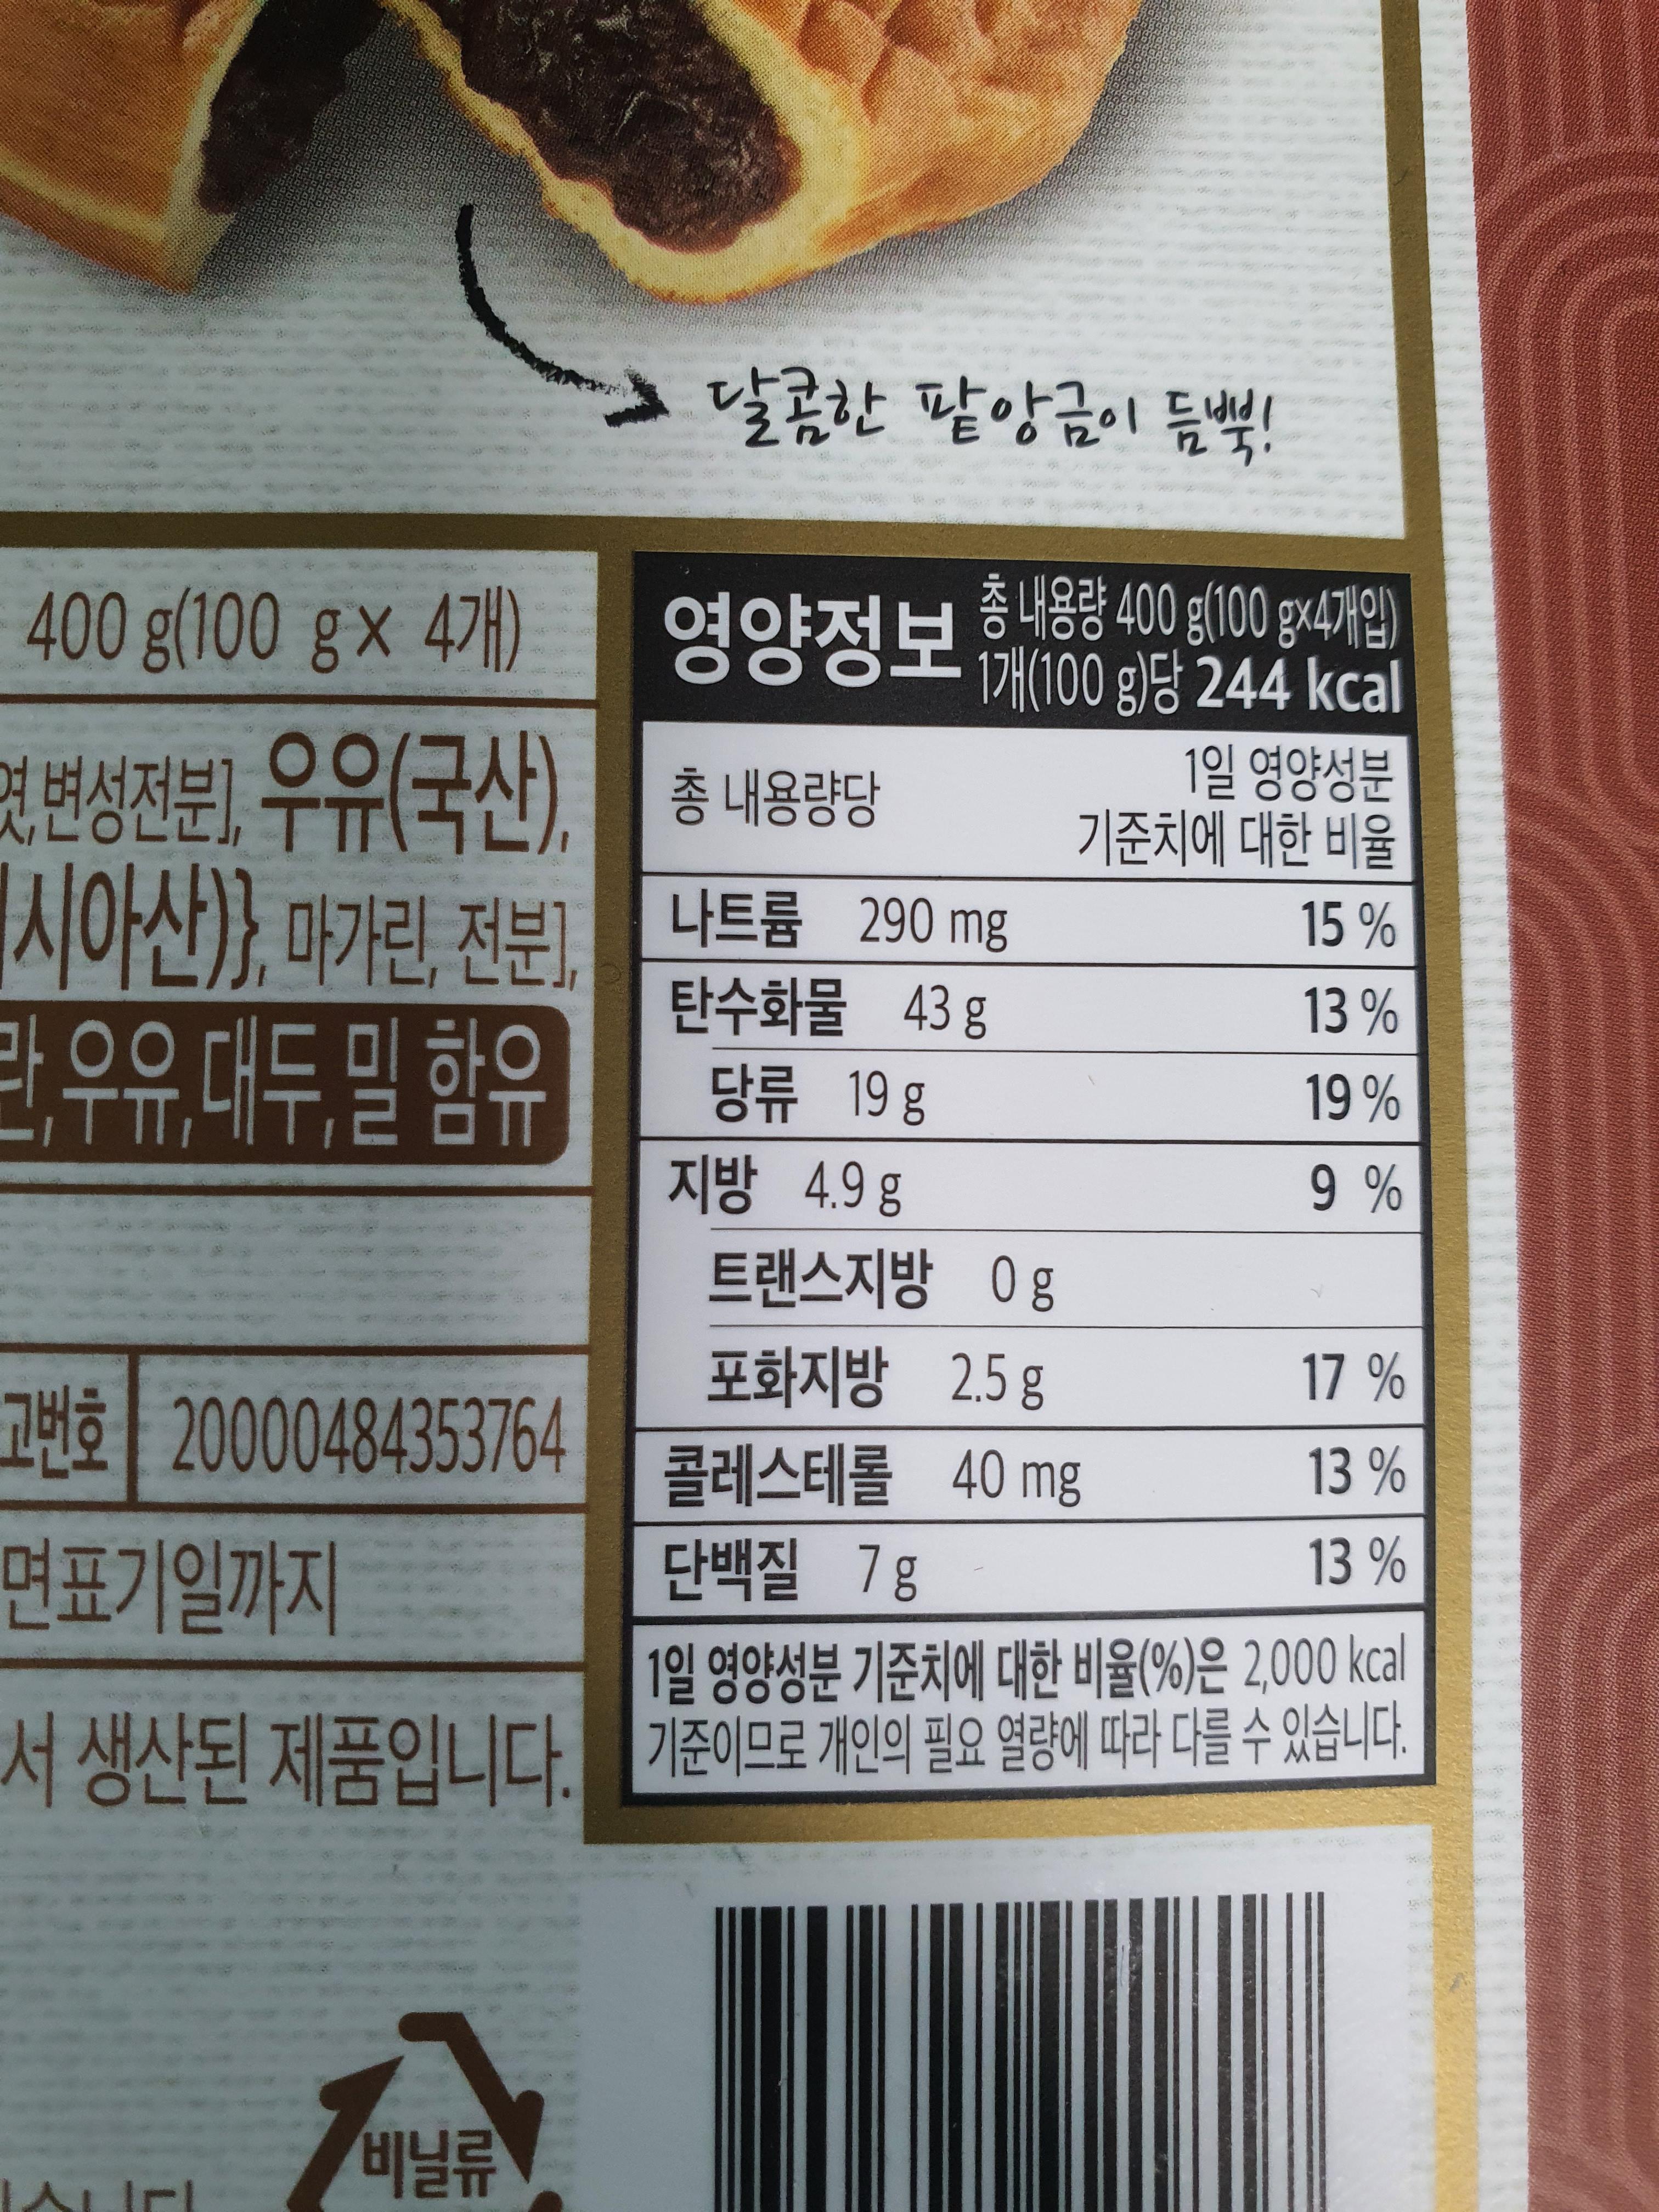 달콤한 팥앙금이 듬뿍!
400 g(100 g× 4개)
변성전분], 우유(국산),
시아산)}, 마가린, 전분],
우유,대두,밀 함유
고번호 20000484353764
면표기일까지
서 생산된 제품입니다.
비닐류
영양정보
총 내용량 400 g(100 g×4개입)
1개(100 g)당 244 kcal
총 내용량당 1일 영양성분
기준치에 대한 비율
나트륨 290 mg 15 %
탄수화물 43 g 13 %
당류 19 g 19 %
지방 4.9 g 9 %
트랜스지방 0 g
포화지방 2.5 g 17 %
콜레스테롤 40 mg 13 %
단백질 7 g 13 %
1일 영양성분 기준치에 대한 비율(%)은 2,000 kcal
기준이므로 개인의 필요 열량에 따라 다를 수 있습니다.